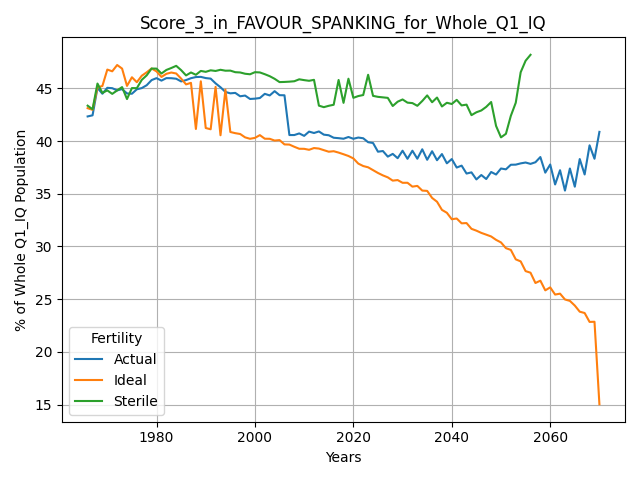 Score_3_in_FAVOUR_SPANKING_for_Whole_Q1_IQ
% of Whole Q1_IQ Population
45
40
35
30
25
20
15
Fertility
Actual
Ideal
Sterile
1980 2000 2020 2040 2060
Years